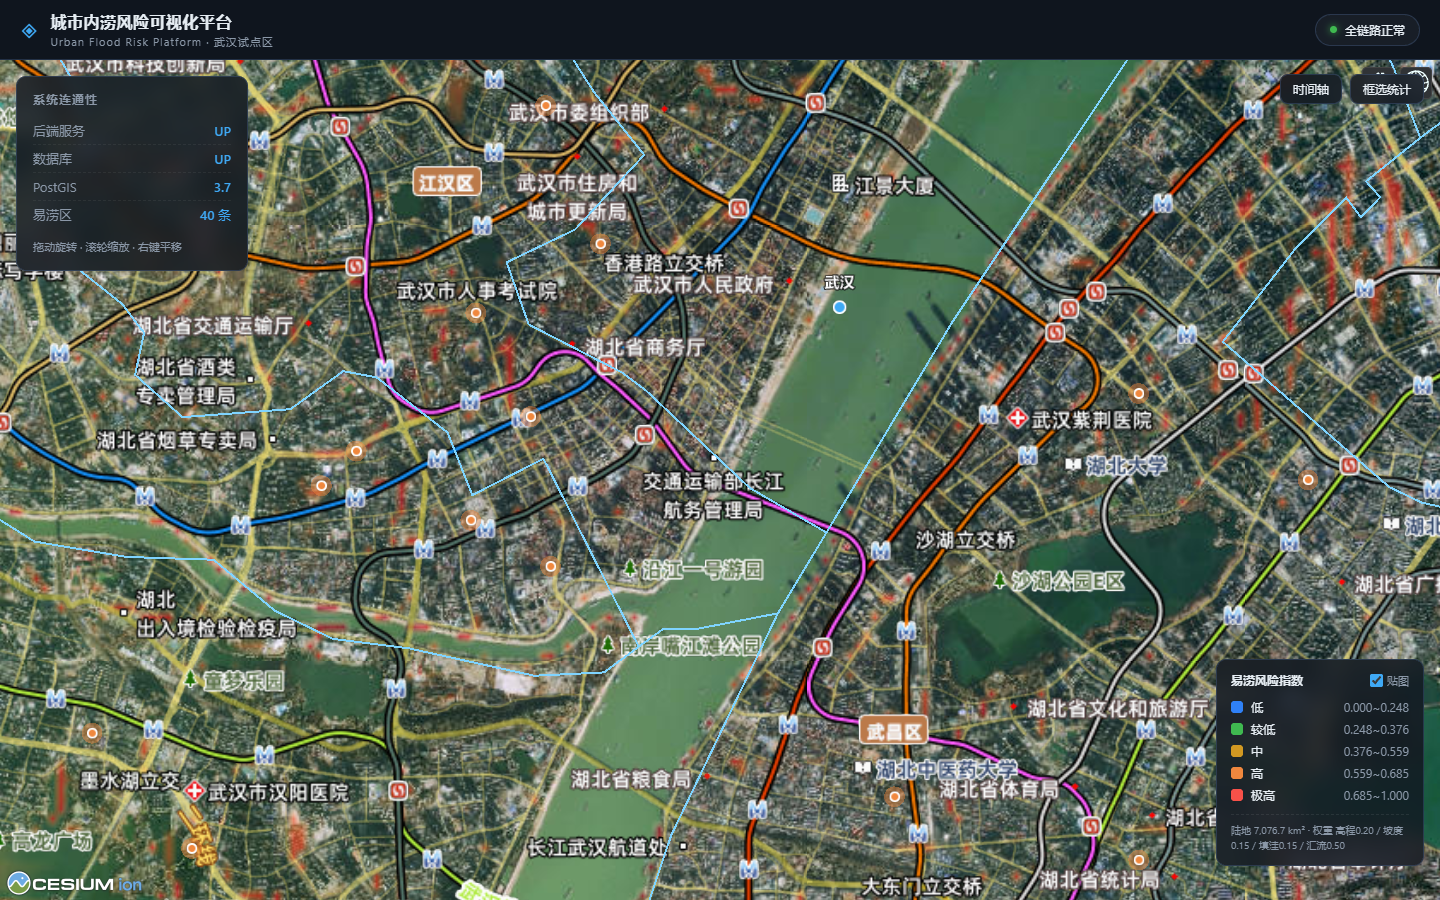 城市内涝风险可视化平台
Urban Flood Risk Platform · 武汉试点区
全链路正常
武汉市科技创新局
系统连通性
后端服务 UP
数据库 UP
PostGIS 3.7
易涝区 40 条
拖动旋转 · 滚轮缩放 · 右键平移
时间轴
框选统计
武汉市委组织部
江汉区
武汉市住房和
城市更新局
江景大厦
香港路立交桥
武汉市人民政府
武汉
武汉市人事考试院
湖北省交通运输厅
湖北省商务厅
湖北省酒类
专卖管理局
武汉紫荆医院
湖北省烟草专卖局
湖北大学
交通运输部长江
航务管理局
沙湖立交桥
沿江一号游园
沙湖公园E区
湖北
出入境检验检疫局
南岸嘴江滩公园
童梦乐园
武昌区
湖北省文化和旅游厅
湖北中医药大学
湖北省体育局
湖北省粮食局
墨水湖立交
武汉市汉阳医院
高龙广场
长江武汉航道处
大东门立交桥
湖北省统计局
易涝风险指数 贴图
低 0.000~0.248
较低 0.248~0.376
中 0.376~0.559
高 0.559~0.685
极高 0.685~1.000
陆地 7,076.7 km² · 权重 高程0.20 / 坡度
0.15 / 填洼0.15 / 汇流0.50
CESIUM ion